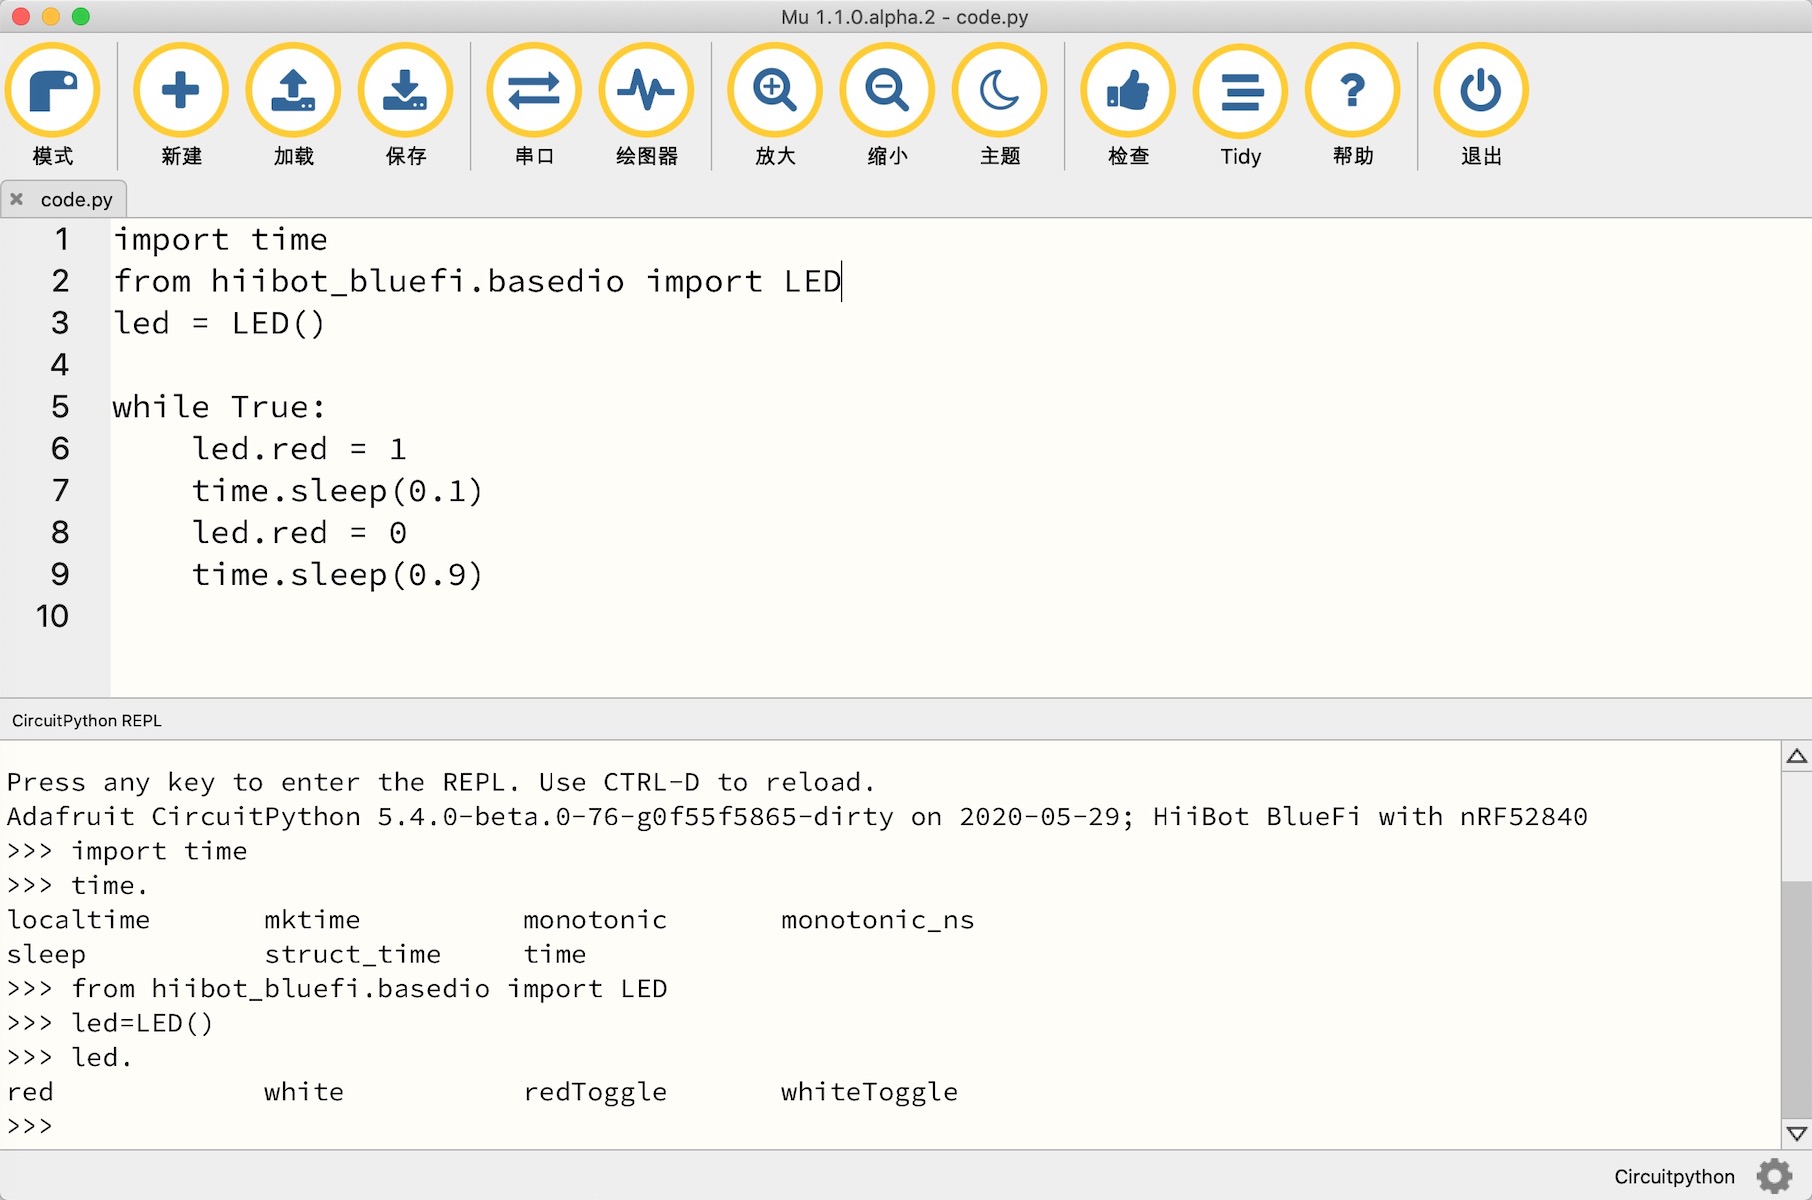 Mu 1.1.0.alpha.2 - code.py
模式 新建 加载 保存 串口 绘图器 放大 缩小 主题 检查 Tidy 帮助 退出
code.py
1 import time
2 from hiibot_bluefi.basedio import LED
3 led = LED()
4
5 while True:
6     led.red = 1
7     time.sleep(0.1)
8     led.red = 0
9     time.sleep(0.9)
10
CircuitPython REPL
Press any key to enter the REPL. Use CTRL-D to reload.
Adafruit CircuitPython 5.4.0-beta.0-76-g0f55f5865-dirty on 2020-05-29; HiiBot BlueFi with nRF52840
>>> import time
>>> time.
localtime       mktime          monotonic       monotonic_ns
sleep           struct_time     time
>>> from hiibot_bluefi.basedio import LED
>>> led=LED()
>>> led.
red             white           redToggle       whiteToggle
>>>
Circuitpython